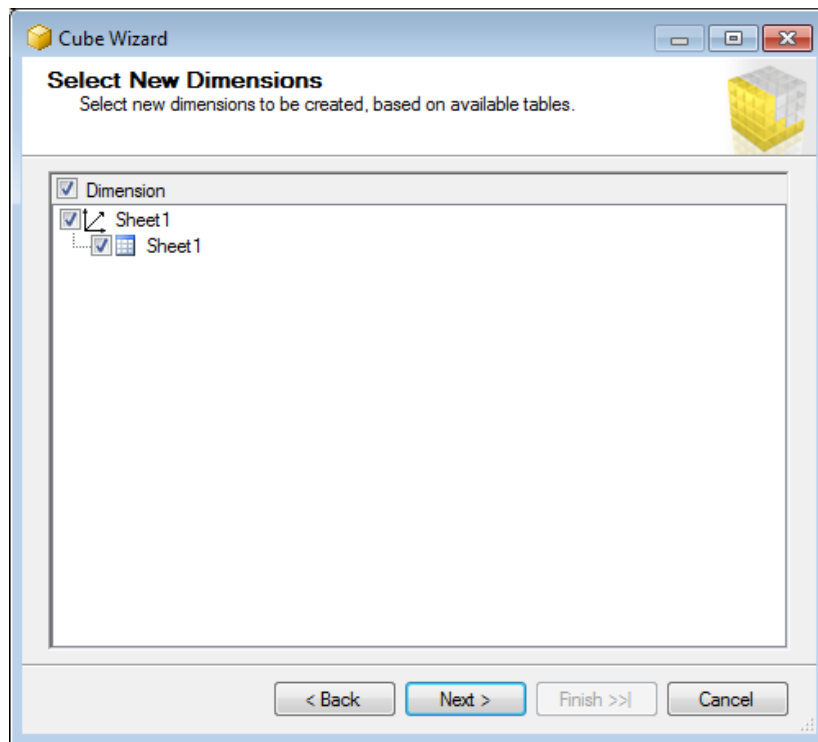 Cube Wizard
Select New Dimensions
Select new dimensions to be created, based on available tables.
Dimension
Sheet1
Sheet1
< Back Next > Finish >>| Cancel